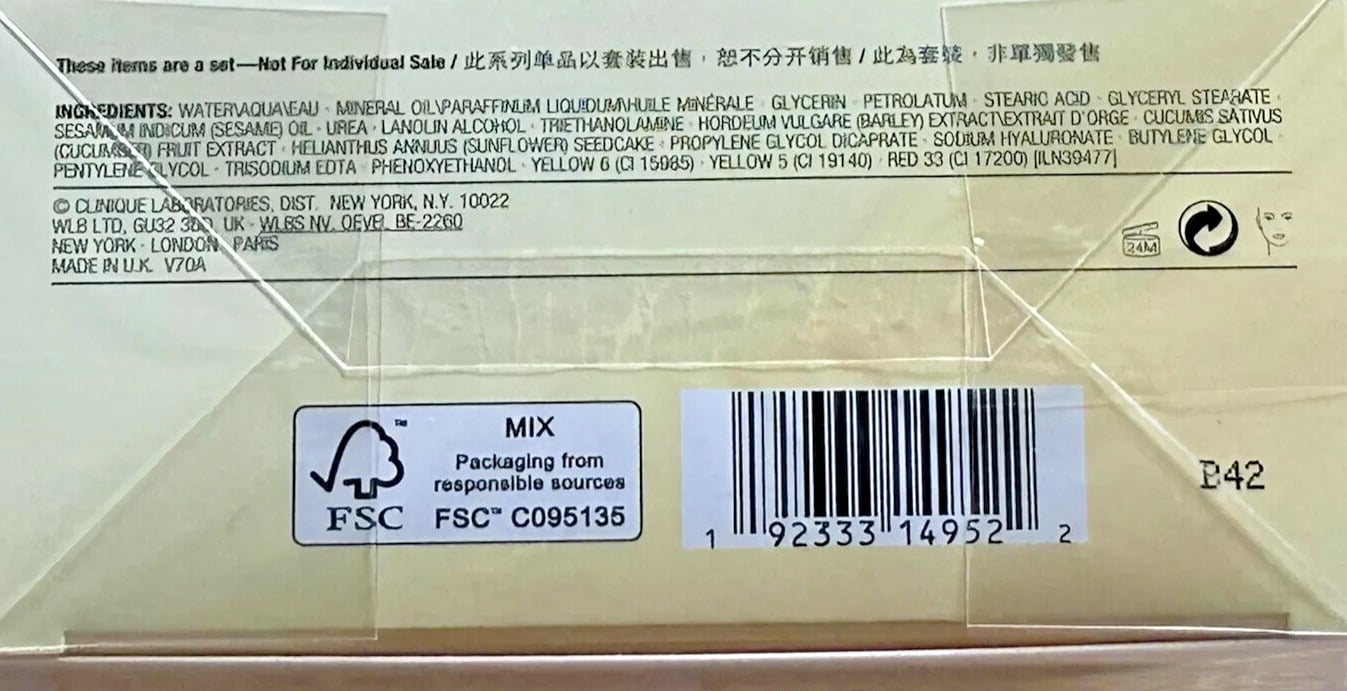 These items are a set—Not For Individual Sale / 此系列单品以套装出售，恕不分开销售 / 此為套裝，非單獨發售
INGREDIENTS: WATER\AQUA\EAU · MINERAL OIL\PARAFFINUM LIQUIDUM\HUILE MINÉRALE · GLYCERIN · PETROLATUM · STEARIC ACID · GLYCERYL STEARATE ·
SESAMUM INDICUM (SESAME) OIL · UREA · LANOLIN ALCOHOL · TRIETHANOLAMINE · HORDEUM VULGARE (BARLEY) EXTRACT\EXTRAIT D'ORGE · CUCUMIS SATIVUS
(CUCUMBER) FRUIT EXTRACT · HELIANTHUS ANNUUS (SUNFLOWER) SEEDCAKE · PROPYLENE GLYCOL DICAPRATE · SODIUM HYALURONATE · BUTYLENE GLYCOL ·
PENTYLENE GLYCOL · TRISODIUM EDTA · PHENOXYETHANOL · YELLOW 6 (CI 15985) · YELLOW 5 (CI 19140) · RED 33 (CI 17200) [ILN39477]
© CLINIQUE LABORATORIES, DIST. NEW YORK, N.Y. 10022
WLB LTD, GU32 UK · WLBS NV. OEVEL BE-2260
NEW YORK · LONDON · PARIS
MADE IN U.K. V70A
24M
MIX
Packaging from
responsible sources
FSC™ C095135
™
FSC
1 92333 14952 2
B42